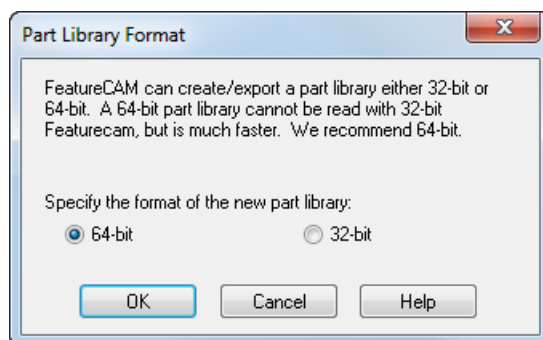 Part Library Format
FeatureCAM can create/export a part library either 32-bit or
64-bit. A 64-bit part library cannot be read with 32-bit
Featurecam, but is much faster. We recommend 64-bit.
Specify the format of the new part library:
64-bit 32-bit
OK Cancel Help